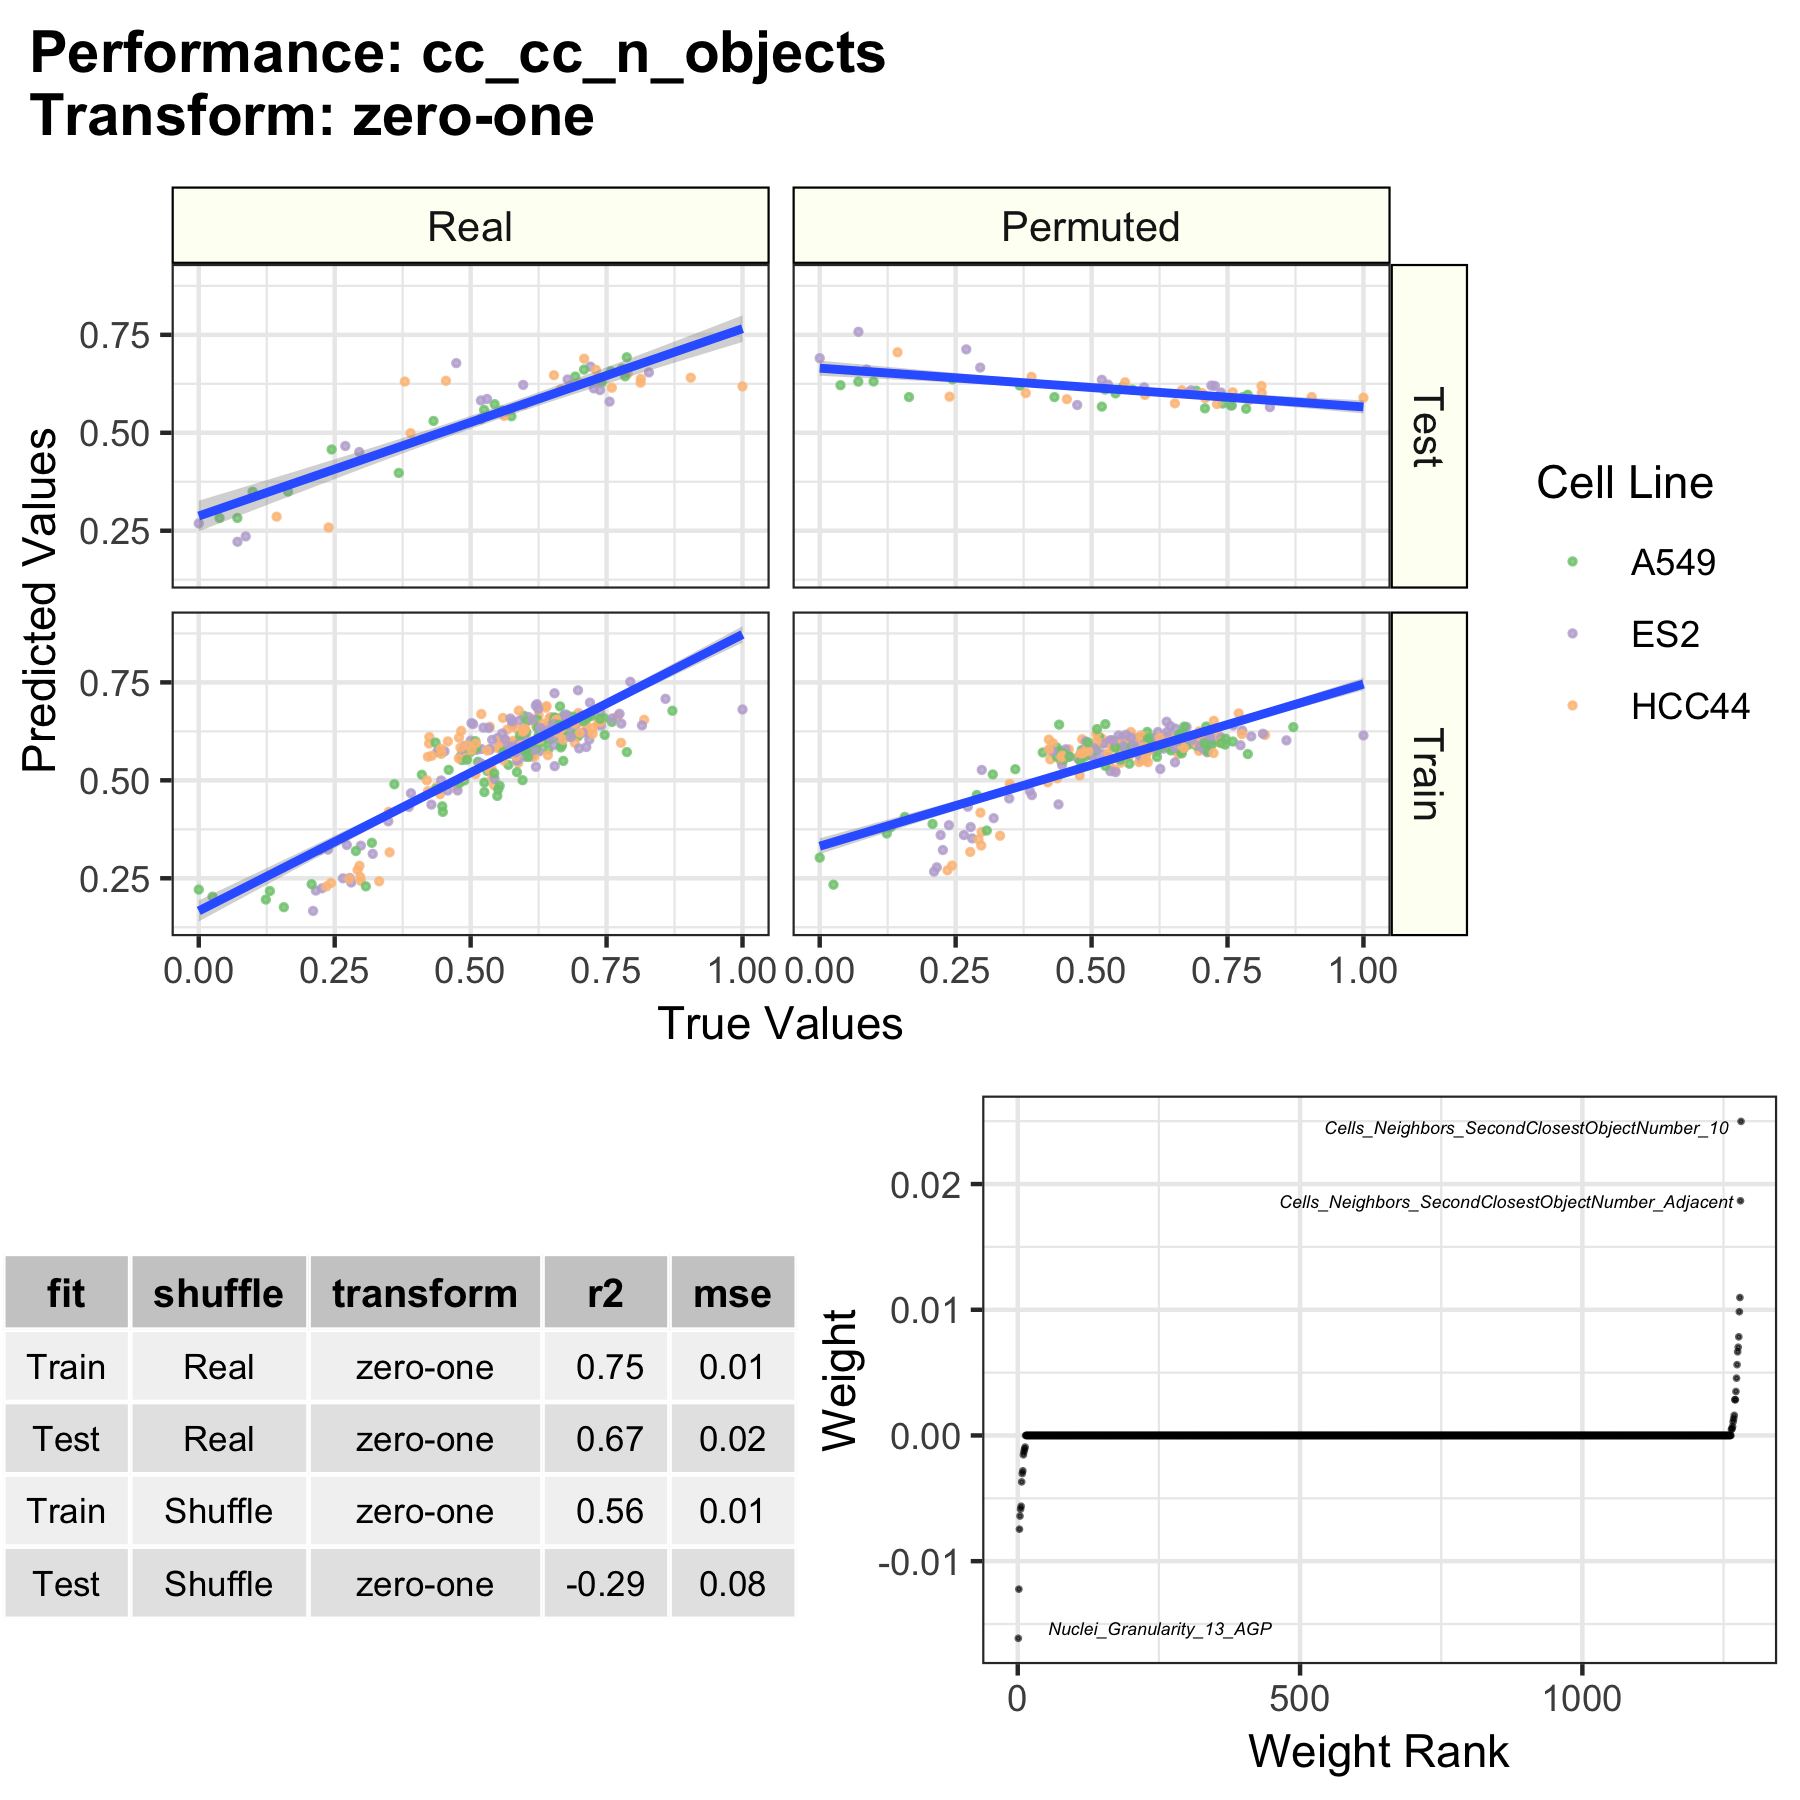 Performance: cc_cc_n_objects
Transform: zero-one
Real
Permuted
0.75
0.50
0.25
Test
0.75
0.50
0.25
Train
Predicted Values
0.00 0.25 0.50 0.75 1.00 0.00 0.25 0.50 0.75 1.00
True Values
Cell Line
A549
ES2
HCC44
fit shuffle transform r2 mse
Train Real zero-one 0.75 0.01
Test Real zero-one 0.67 0.02
Train Shuffle zero-one 0.56 0.01
Test Shuffle zero-one -0.29 0.08
Weight
0.02
0.01
0.00
-0.01
Cells_Neighbors_SecondClosestObjectNumber_10
Cells_Neighbors_SecondClosestObjectNumber_Adjacent
Nuclei_Granularity_13_AGP
0 500 1000
Weight Rank